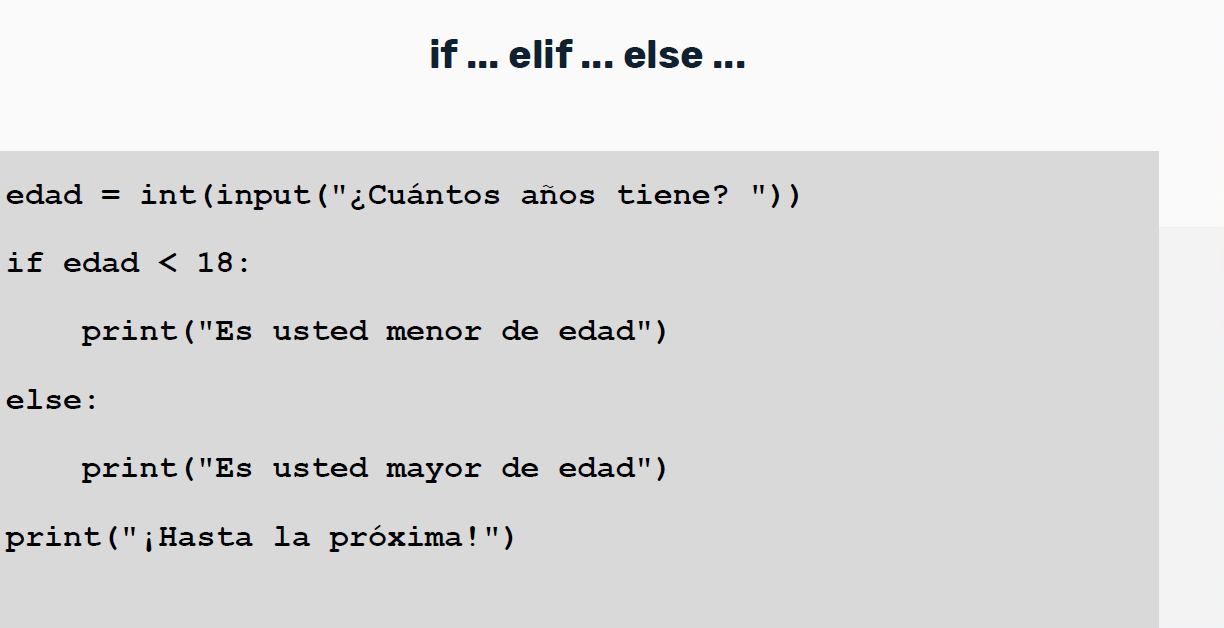 if ... elif ... else ...
edad = int(input("¿Cuántos años tiene? "))
if edad < 18:
    print("Es usted menor de edad")
else:
    print("Es usted mayor de edad")
print("¡Hasta la próxima!")